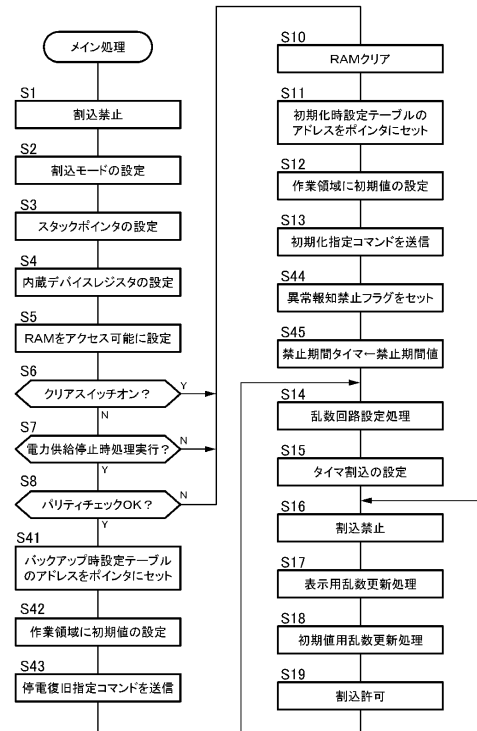 メイン処理
S1
割込禁止
S2
割込モードの設定
S3
スタックポインタの設定
S4
内蔵デバイスレジスタの設定
S5
RAMをアクセス可能に設定
S6
クリアスイッチオン？
Y
N
S7
電力供給停止時処理実行？
N
Y
S8
パリティチェックOK？
N
Y
S41
バックアップ時設定テーブル
のアドレスをポインタにセット
S42
作業領域に初期値の設定
S43
停電復旧指定コマンドを送信
S10
RAMクリア
S11
初期化時設定テーブルの
アドレスをポインタにセット
S12
作業領域に初期値の設定
S13
初期化指定コマンドを送信
S44
異常報知禁止フラグをセット
S45
禁止期間タイマ←禁止期間値
S14
乱数回路設定処理
S15
タイマ割込の設定
S16
割込禁止
S17
表示用乱数更新処理
S18
初期値用乱数更新処理
S19
割込許可